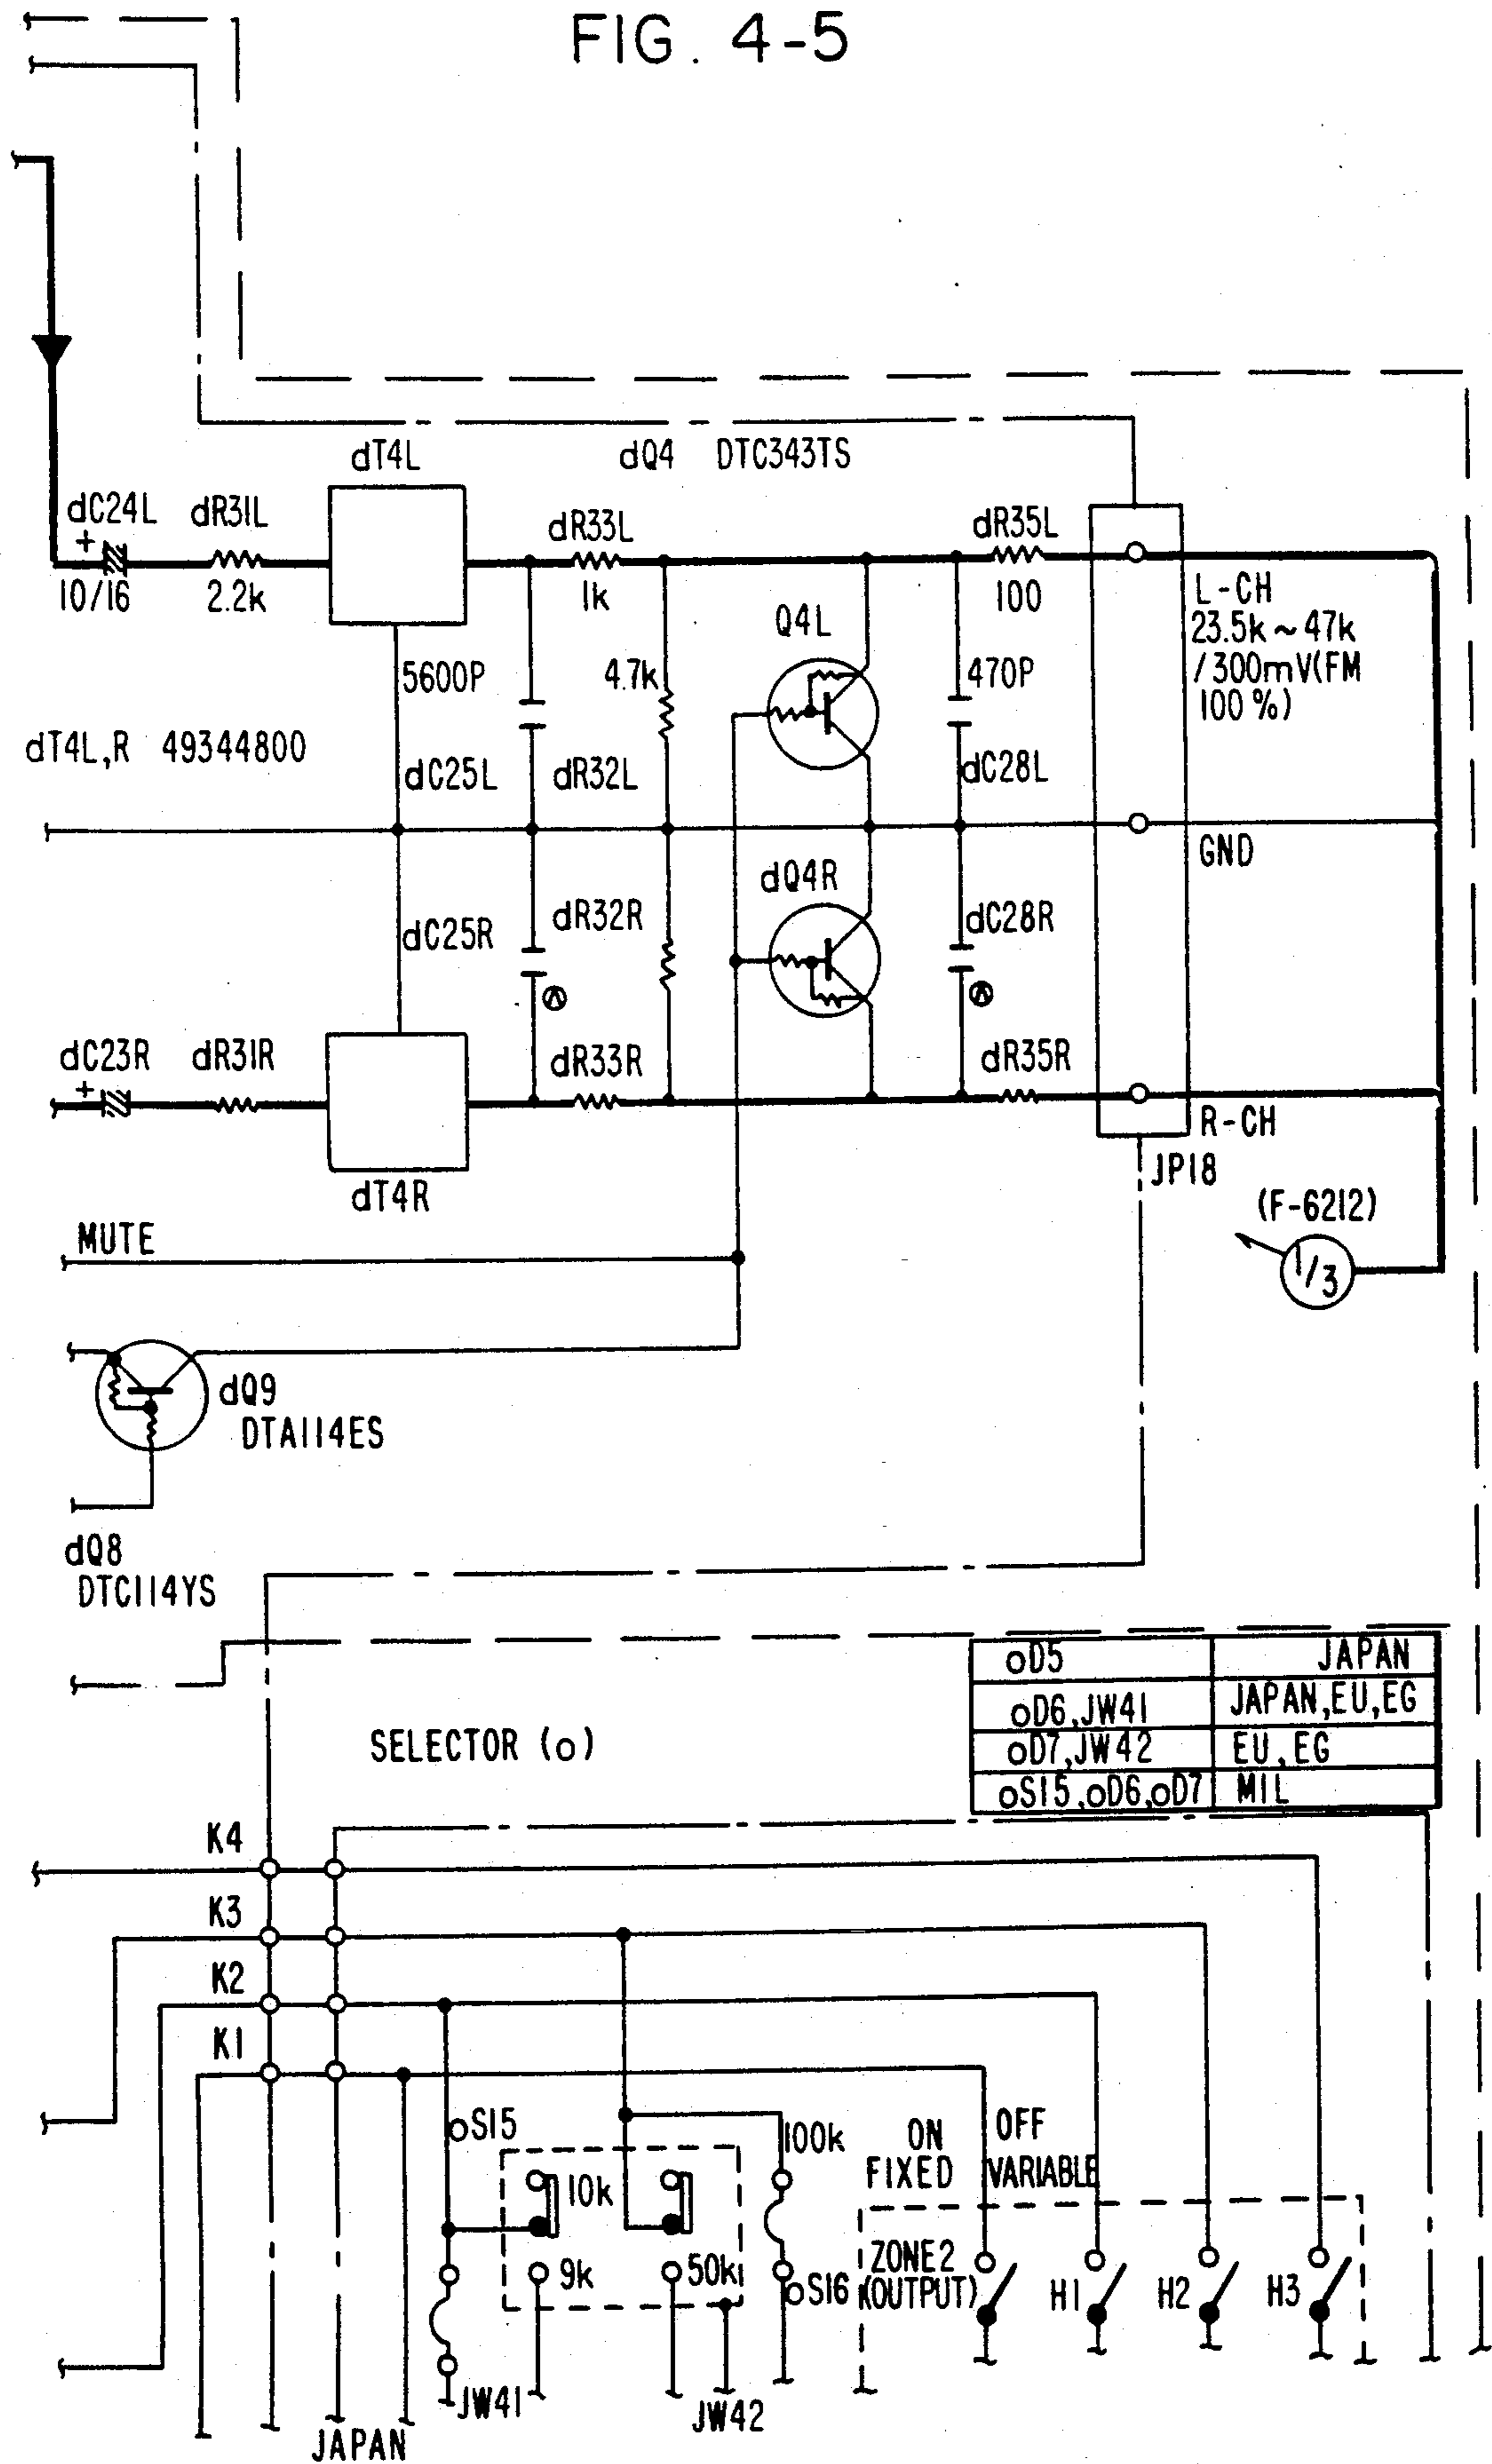 FIG. 4-5
dT4L
dQ4 DTC343TS
dC24L
dR31L
dR33L
dR35L
+
10/16
2.2k
1k
100
L-CH
23.5k~47k
/300mV(FM
100%)
Q4L
5600P
4.7k
470P
dT4L,R 49344800
dC25L
dR32L
dC28L
GND
dQ4R
dC25R
dR32R
dC28R
dC23R
dR31R
dR33R
dR35R
+
R-CH
JP18
dT4R
(F-6212)
1/3
MUTE
dQ9
DTA114ES
dQ8
DTC114YS
oD5 JAPAN
oD6,JW41 JAPAN,EU,EG
oD7,JW42 EU,EG
oS15,oD6,oD7 MIL
SELECTOR (o)
K4
K3
K2
K1
oS15
100k
ON OFF
FIXED VARIABLE
10k
9k
50k
oS16
ZONE2
(OUTPUT)
H1
H2
H3
JW41
JW42
JAPAN